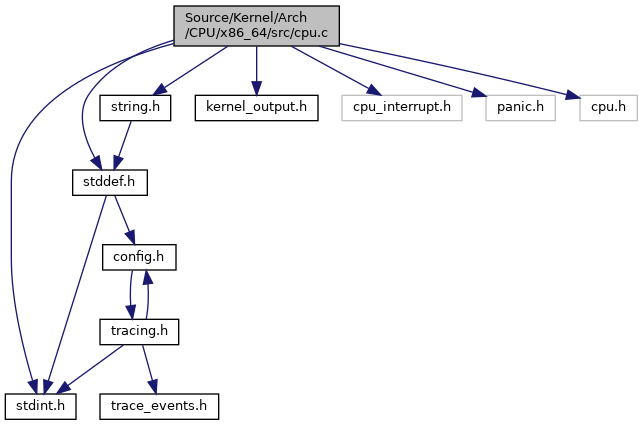 Source/Kernel/Arch
/CPU/x86_64/src/cpu.c
string.h
kernel_output.h
cpu_interrupt.h
panic.h
cpu.h
stddef.h
config.h
tracing.h
stdint.h
trace_events.h